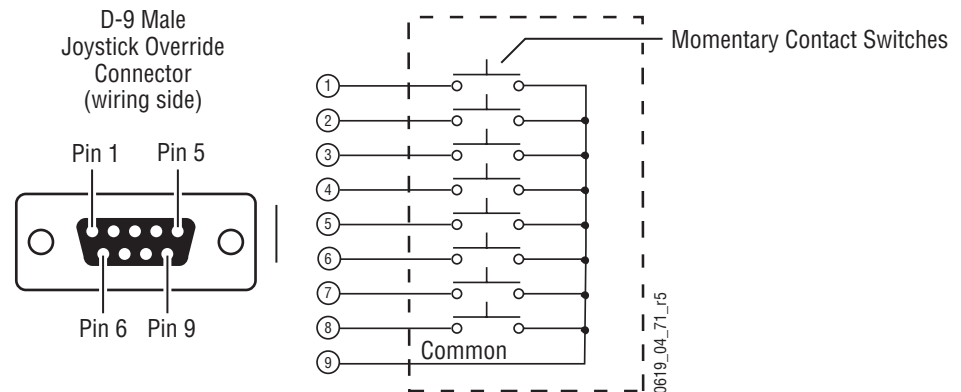 D-9 Male
Joystick Override
Connector
(wiring side)
Pin 1 Pin 5
Pin 6 Pin 9
Momentary Contact Switches
1
2
3
4
5
6
7
8
9
Common
0619_04_71_r5